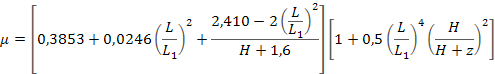 μ = [0,3853 + 0,0246 (L/L₁)² + (2,410 − 2(L/L₁)²)/(H + 1,6)] [1 + 0,5 (L/L₁)⁴ (H/(H + z))²]